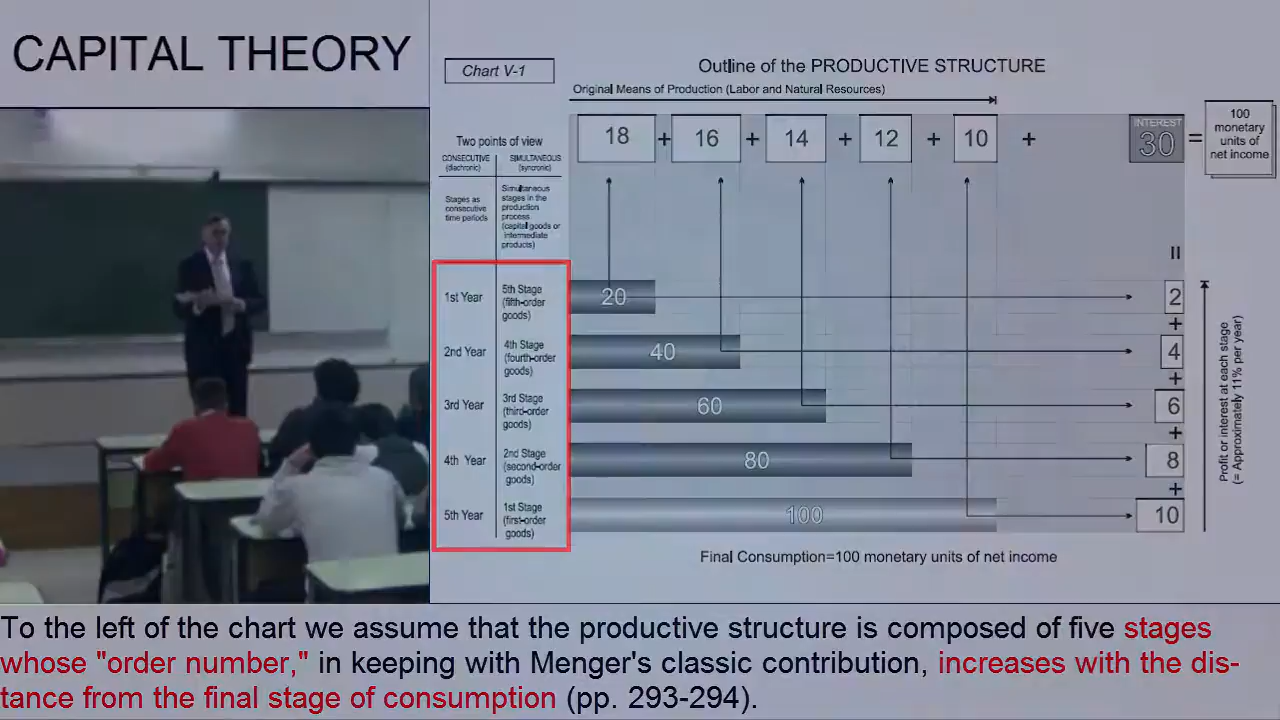 CAPITAL THEORY
Chart V-1
Outline of the PRODUCTIVE STRUCTURE
Original Means of Production (Labor and Natural Resources)
18 + 16 + 14 + 12 + 10 + INTEREST 30 = 100 monetary units of net income
Two points of view
CONSECUTIVE (diachronic)
SIMULTANEOUS (syncronic)
Stages as consecutive time periods
Simultaneous stages in the production process (capital goods or intermediate products)
=
1st Year 5th Stage (fifth-order goods) 20 2
+
2nd Year 4th Stage (fourth-order goods) 40 4
+
3rd Year 3rd Stage (third-order goods) 60 6
+
4th Year 2nd Stage (second-order goods) 80 8
+
5th Year 1st Stage (first-order goods) 100 10
Profit or interest at each stage
(= Approximately 11% per year)
Final Consumption=100 monetary units of net income
To the left of the chart we assume that the productive structure is composed of five stages
whose "order number," in keeping with Menger's classic contribution, increases with the dis-
tance from the final stage of consumption (pp. 293-294).